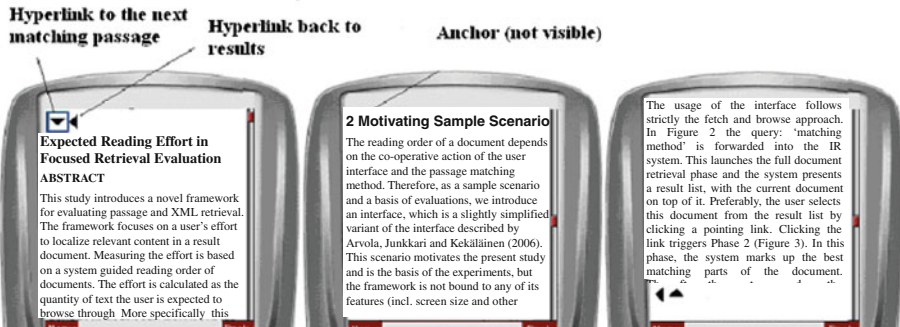 Hyperlink to the next
matching passage
Hyperlink back to
results
Anchor (not visible)
Expected Reading Effort in
Focused Retrieval Evaluation
ABSTRACT
This study introduces a novel framework
for evaluating passage and XML retrieval.
The framework focuses on a user's effort
to localize relevant content in a result
document. Measuring the effort is based
on a system guided reading order of
documents. The effort is calculated as the
quantity of text the user is expected to
browse through More specifically this
2 Motivating Sample Scenario
The reading order of a document depends
on the co-operative action of the user
interface and the passage matching
method. Therefore, as a sample scenario
and a basis of evaluations, we introduce
an interface, which is a slightly simplified
variant of the interface described by
Arvola, Junkkari and Kekäläinen (2006).
This scenario motivates the present study
and is the basis of the experiments, but
the framework is not bound to any of its
features (incl. screen size and other
The usage of the interface follows
strictly the fetch and browse approach.
In Figure 2 the query: ‘matching
method’ is forwarded into the IR
system. This launches the full document
retrieval phase and the system presents
a result list, with the current document
on top of it. Preferably, the user selects
this document from the result list by
clicking a pointing link. Clicking the
link triggers Phase 2 (Figure 3). In this
phase, the system marks up the best
matching parts of the document.